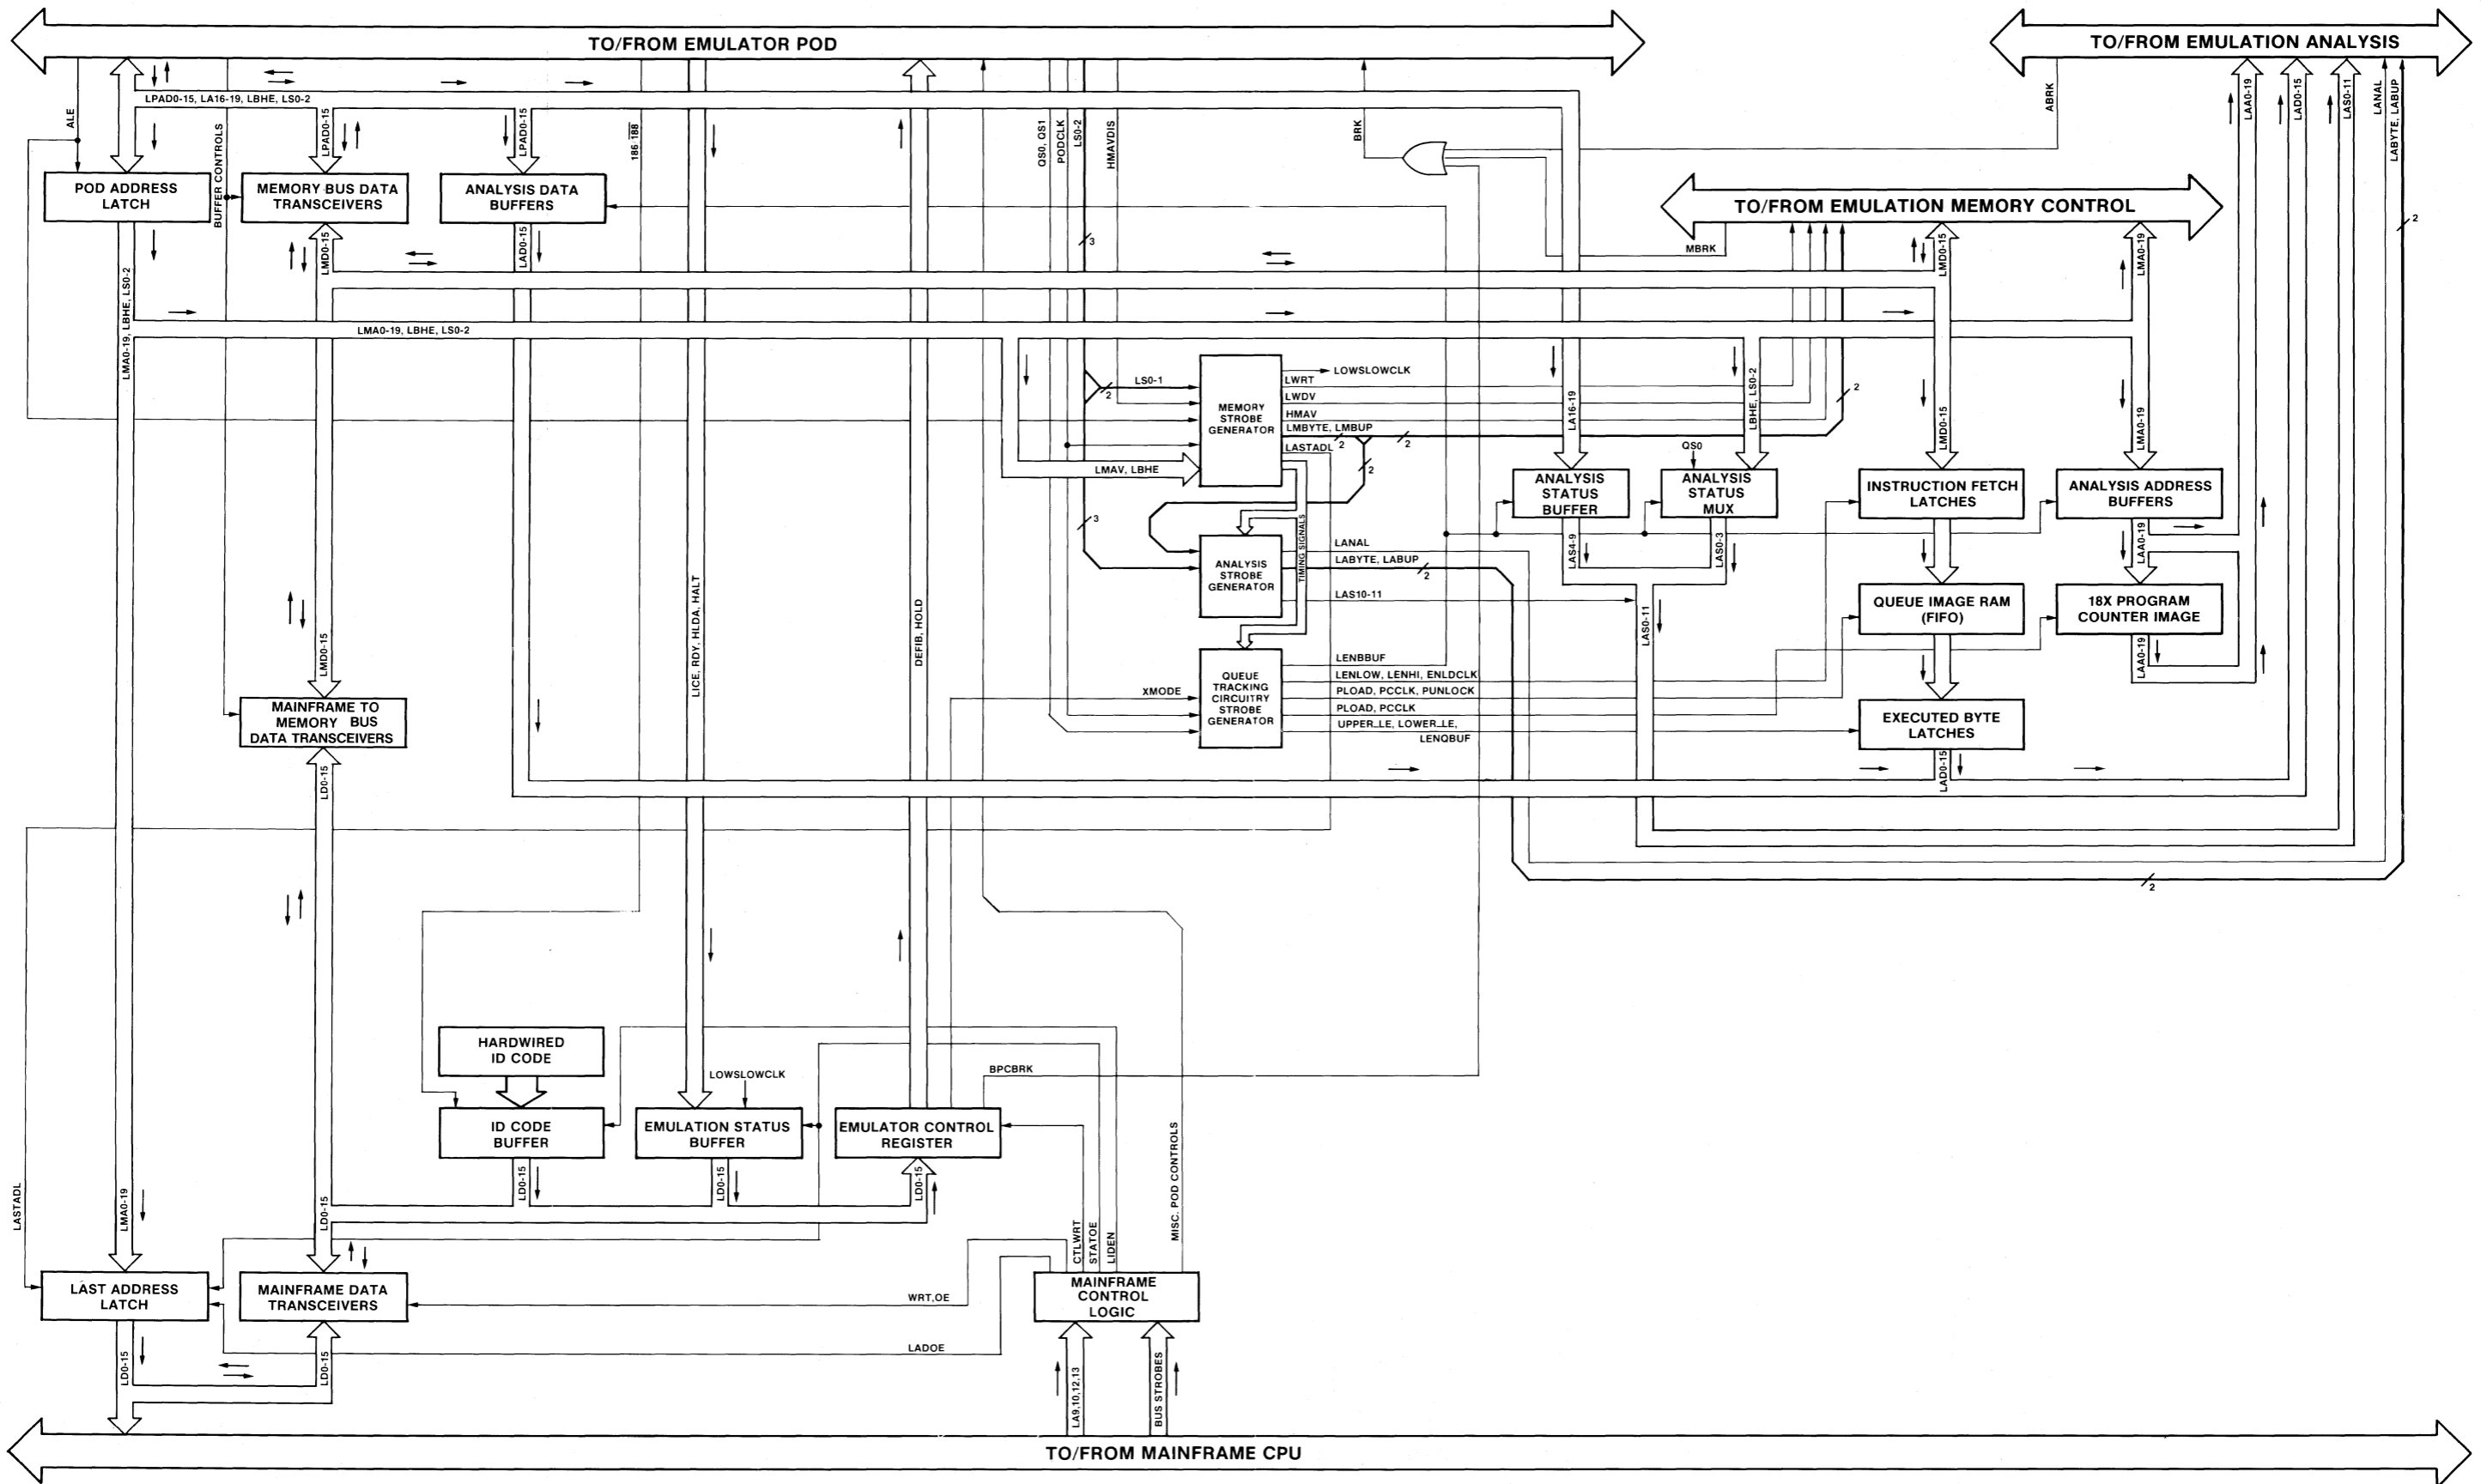 TO/FROM EMULATOR POD
TO/FROM EMULATION ANALYSIS
ALE
LPAD0-15, LA16-19, LBHE, LS0-2
BUFFER CONTROLS
LPAD0-15
LPAD0-15
186/188
QS0, QS1
PODCLK
LS0-2
HMAVDIS
BRK
ABRK
LAA0-19
LAD0-15
LAS0-11
LANAL
LABYTE, LABUP
POD ADDRESS
LATCH
MEMORY BUS DATA
TRANSCEIVERS
ANALYSIS DATA
BUFFERS
TO/FROM EMULATION MEMORY CONTROL
2
3
MBRK
LMA0-19, LBHE, LS0-2
LMD0-15
LAD0-15
LMD0-15
LMA0-19
LMA0-19, LBHE, LS0-2
MEMORY
STROBE
GENERATOR
LS0-1
2
LMAV, LBHE
LOWSLOWCLK
LWRT
LWDV
HMAV
LMBYTE, LMBUP
2
2
LASTADL
2
2
LA16-19
LBHE, LS0-2
QS0
LMD0-15
LMA0-19
ANALYSIS
STATUS
BUFFER
ANALYSIS
STATUS
MUX
INSTRUCTION FETCH
LATCHES
ANALYSIS ADDRESS
BUFFERS
3
TIMING SIGNALS
ANALYSIS
STROBE
GENERATOR
LANAL
LABYTE, LABUP
2
LAS10-11
LAS4-9
LAS0-3
LAA0-19
LICE, RDY, HLDA, HALT
DEFIB, HOLD
LAS0-11
QUEUE IMAGE RAM
(FIFO)
18X PROGRAM
COUNTER IMAGE
LAA0-19
LMD0-15
XMODE
QUEUE
TRACKING
CIRCUITRY
STROBE
GENERATOR
LENBBUF
LENLOW, LENHI, ENLDCLK
PLOAD, PCCLK, PUNLOCK
PLOAD, PCCLK
UPPER_LE, LOWER_LE,
LENQBUF
MAINFRAME TO
MEMORY BUS
DATA TRANSCEIVERS
EXECUTED BYTE
LATCHES
LD0-15
LAD0-15
2
HARDWIRED
ID CODE
LOWSLOWCLK
BPCBRK
ID CODE
BUFFER
EMULATION STATUS
BUFFER
EMULATOR CONTROL
REGISTER
LASTADL
LMA0-19
LD0-15
LD0-15
LD0-15
LD0-15
CTLWRT
STATOE
LIDEN
MISC. POD CONTROLS
LAST ADDRESS
LATCH
MAINFRAME DATA
TRANSCEIVERS
WRT,OE
MAINFRAME
CONTROL
LOGIC
LADOE
LD0-15
LD0-15
LA9,10,12,13
BUS STROBES
TO/FROM MAINFRAME CPU